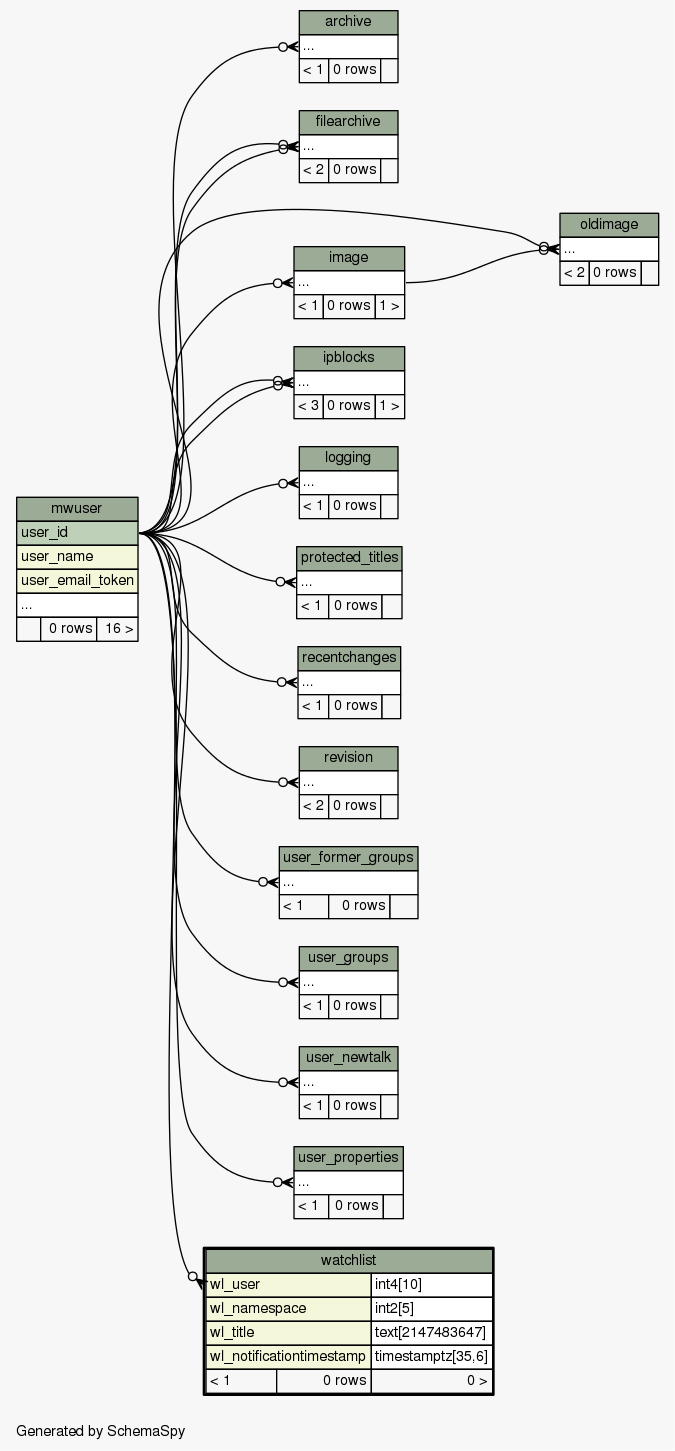 archive
...
< 1 0 rows
filearchive
...
< 2 0 rows
oldimage
...
< 2 0 rows
image
...
< 1 0 rows 1 >
ipblocks
...
< 3 0 rows 1 >
logging
...
< 1 0 rows
mwuser
user_id
user_name
user_email_token
...
0 rows 16 >
protected_titles
...
< 1 0 rows
recentchanges
...
< 1 0 rows
revision
...
< 2 0 rows
user_former_groups
...
< 1 0 rows
user_groups
...
< 1 0 rows
user_newtalk
...
< 1 0 rows
user_properties
...
< 1 0 rows
watchlist
wl_user int4[10]
wl_namespace int2[5]
wl_title text[2147483647]
wl_notificationtimestamp timestamptz[35,6]
< 1 0 rows 0 >
Generated by SchemaSpy